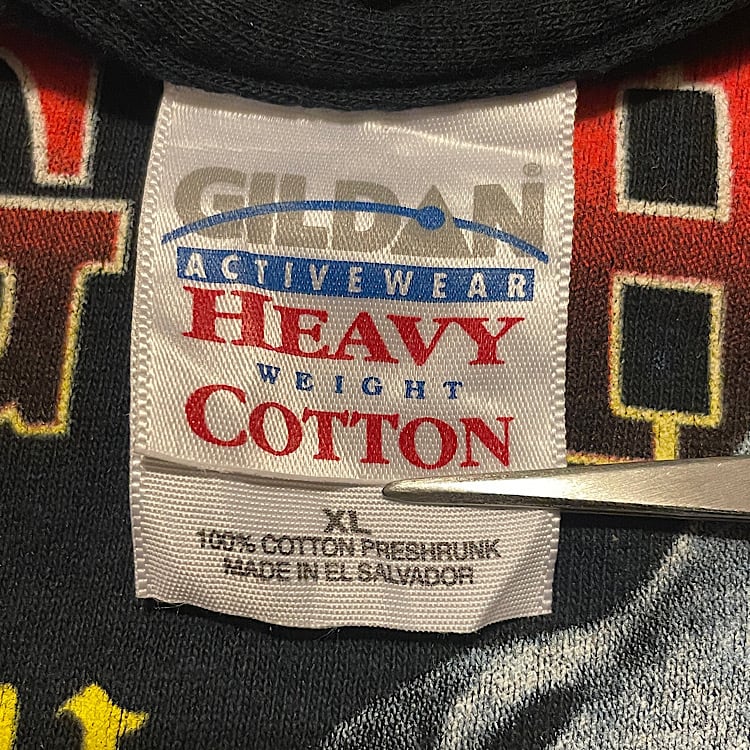 GILDAN®
ACTIVEWEAR
HEAVY
WEIGHT
COTTON
XL
100% COTTON PRESHRUNK
MADE IN EL SALVADOR